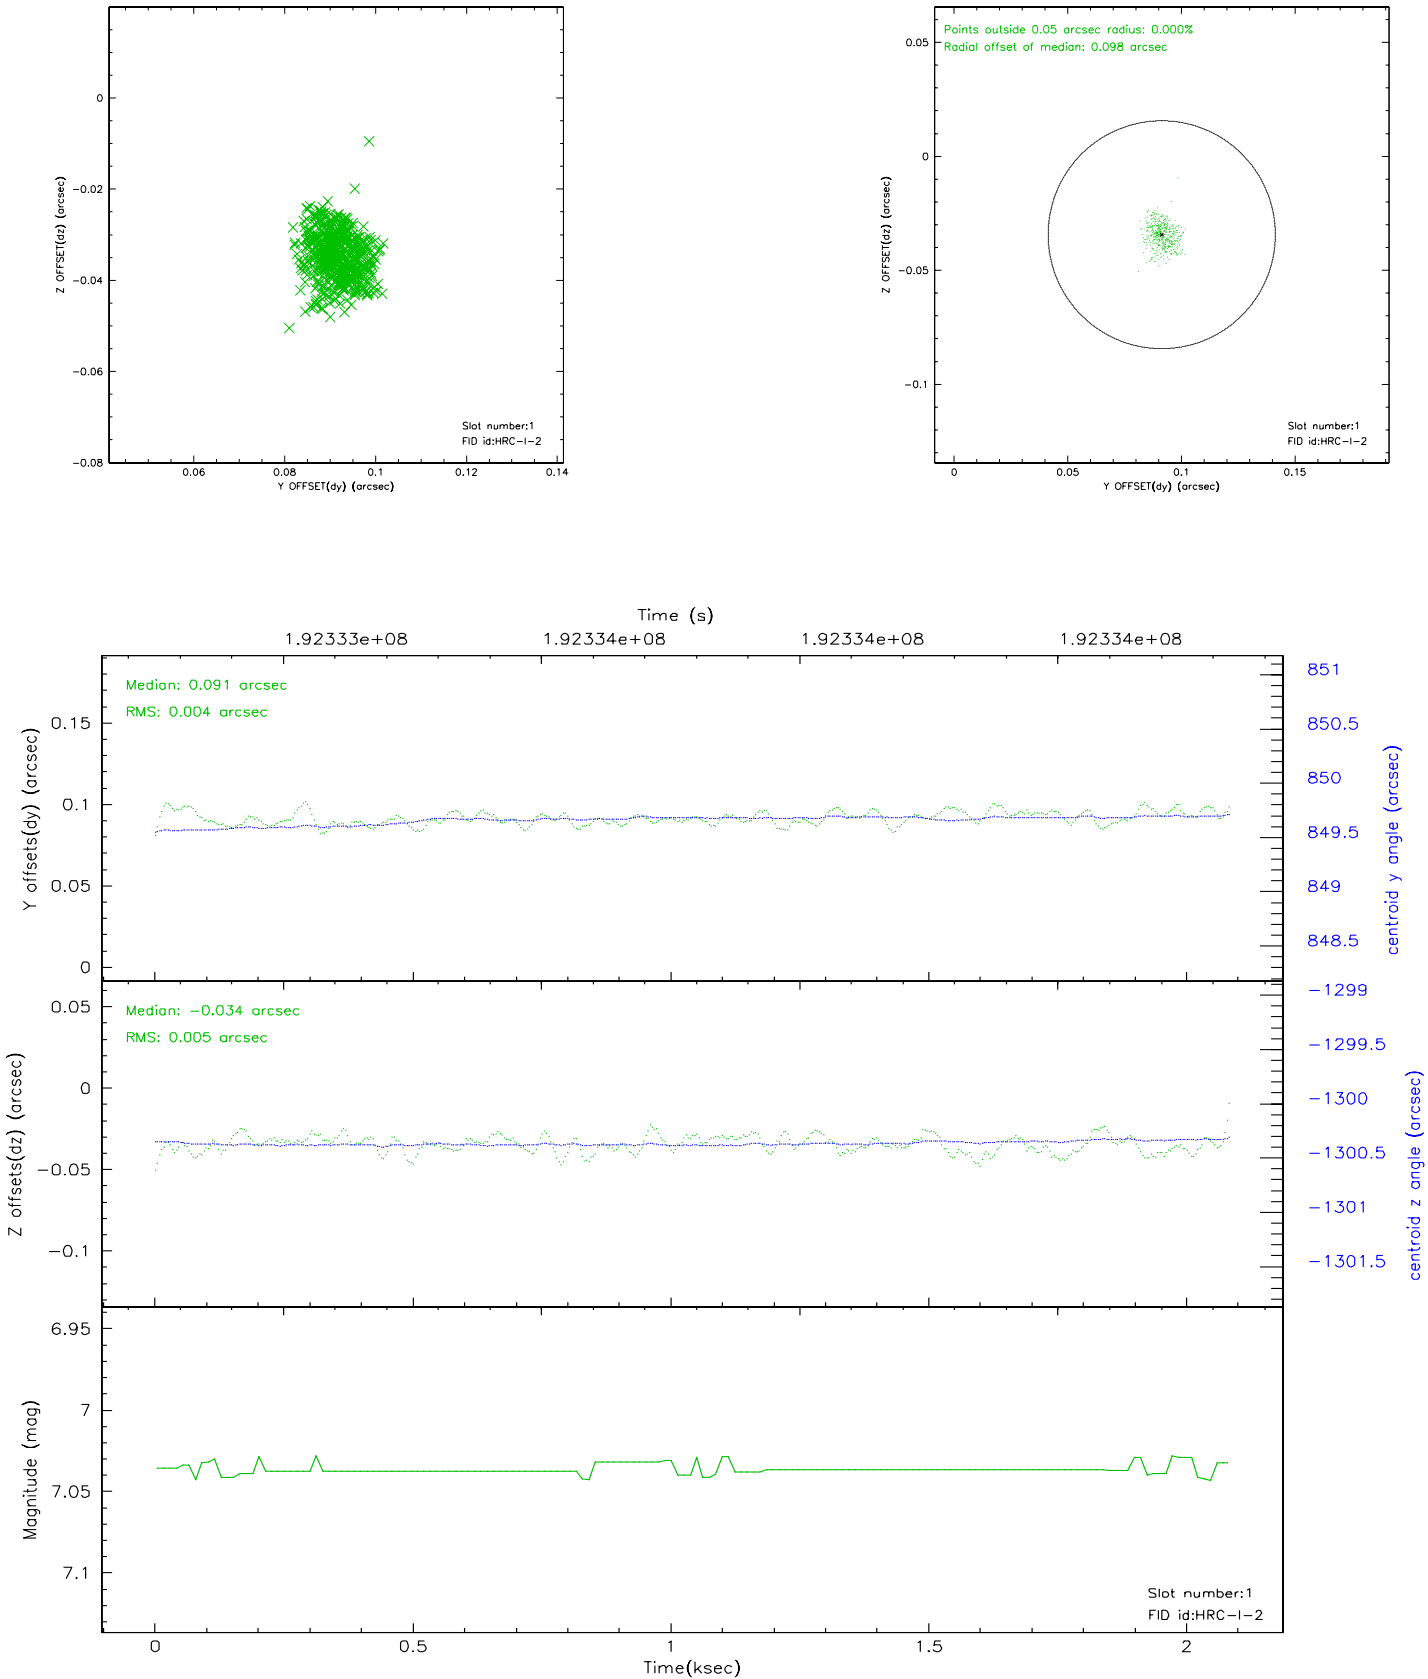 0
−0.02
−0.04
−0.06
−0.08
Z OFFSET(dz) (arcsec)
0.06
0.08
0.1
0.12
0.14
Y OFFSET(dy) (arcsec)
Slot number:1
FID id:HRC−I−2
Points outside 0.05 arcsec radius: 0.000%
Radial offset of median: 0.098 arcsec
0.05
0
−0.05
−0.1
Z OFFSET(dz) (arcsec)
0
0.05
0.1
0.15
Y OFFSET(dy) (arcsec)
Slot number:1
FID id:HRC−I−2
Time (s)
1.92333e+08
1.92334e+08
1.92334e+08
1.92334e+08
Median: 0.091 arcsec
RMS: 0.004 arcsec
0.15
0.1
0.05
0
Y offsets(dy) (arcsec)
851
850.5
850
849.5
849
848.5
centroid y angle (arcsec)
Median: −0.034 arcsec
RMS: 0.005 arcsec
0.05
0
−0.05
−0.1
Z offsets(dz) (arcsec)
−1299
−1299.5
−1300
−1300.5
−1301
−1301.5
centroid z angle (arcsec)
6.95
7
7.05
7.1
Magnitude (mag)
Slot number:1
FID id:HRC−I−2
0
0.5
1
1.5
2
Time(ksec)